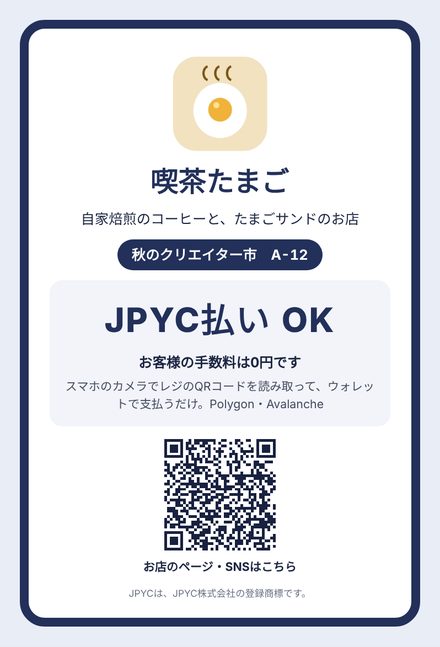 喫茶たまご
自家焙煎のコーヒーと、たまごサンドのお店
秋のクリエイター市　A-12
JPYC払い OK
お客様の手数料は0円です
スマホのカメラでレジのQRコードを読み取って、ウォレッ
トで支払うだけ。Polygon・Avalanche
お店のページ・SNSはこちら
JPYCは、JPYC株式会社の登録商標です。